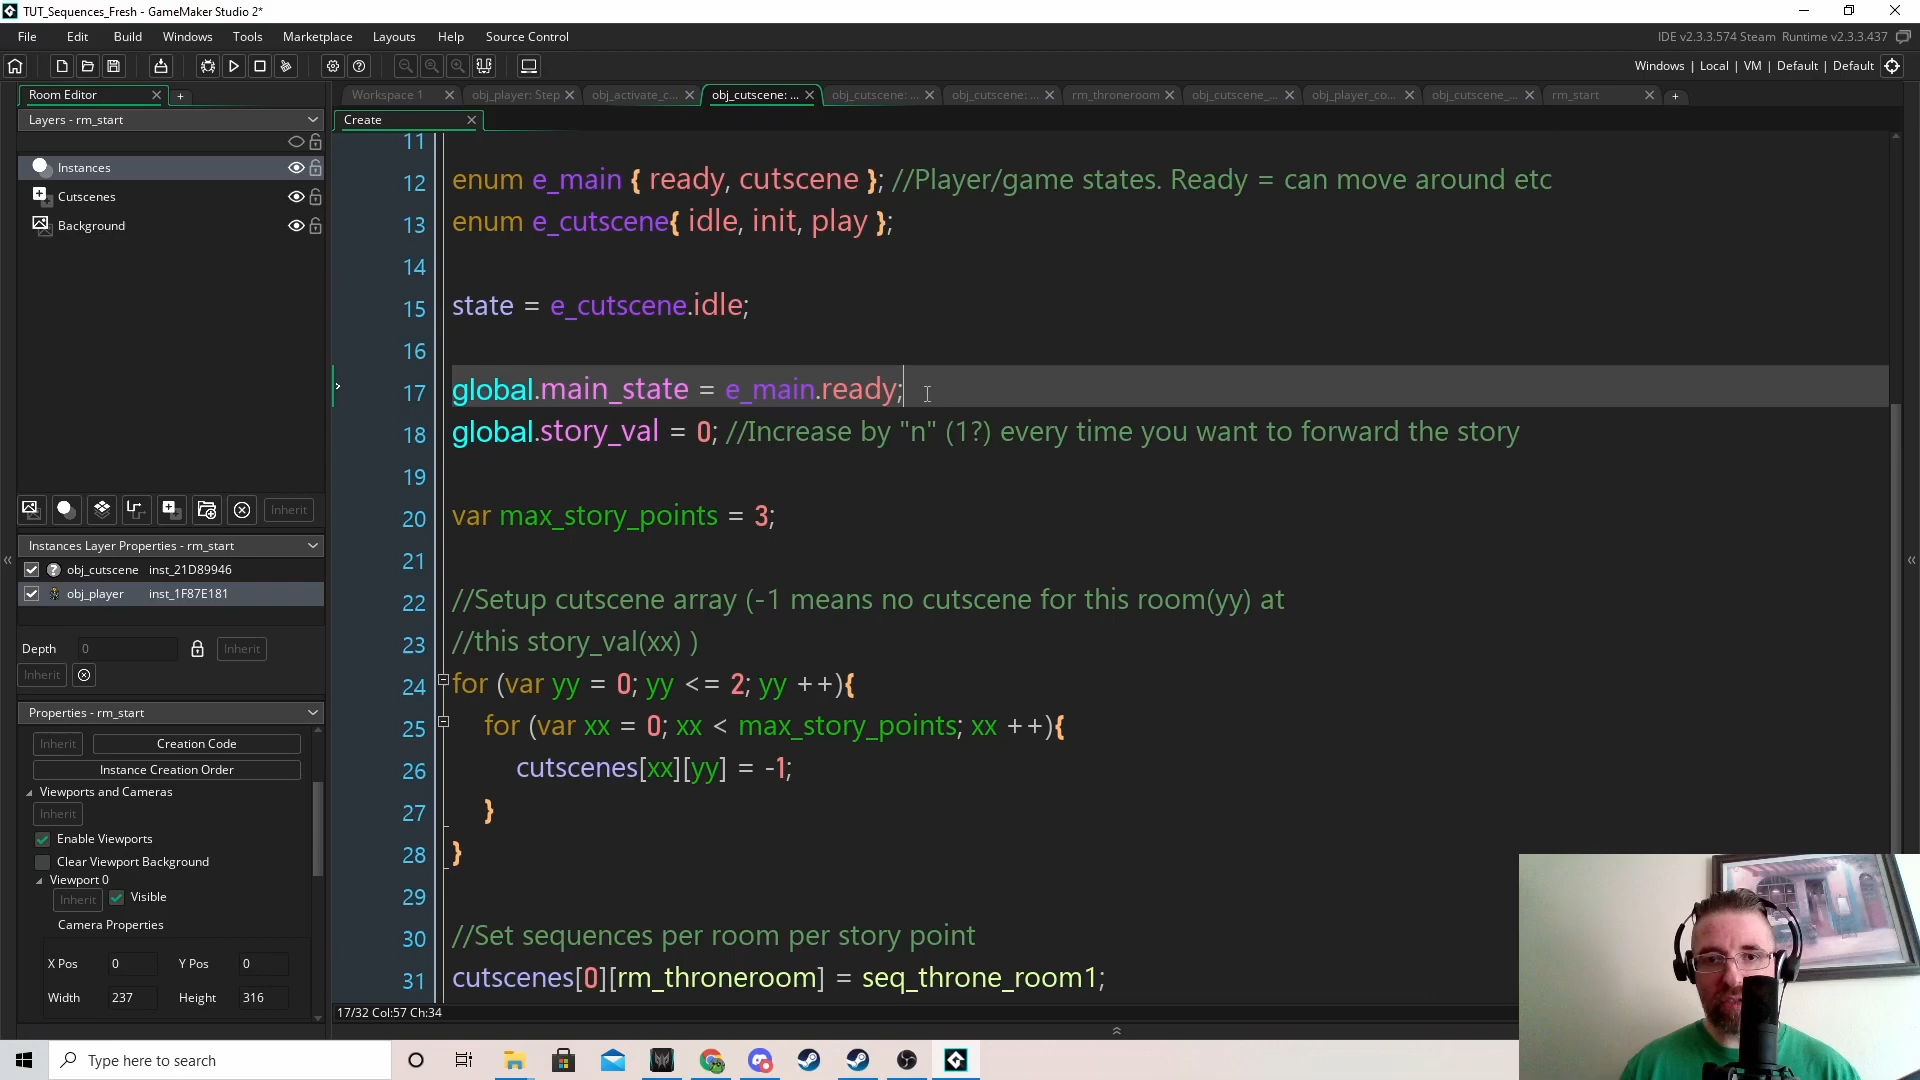 TUT_Sequences_Fresh - GameMaker Studio 2*
File Edit Build Windows Tools Marketplace Layouts Help Source Control
IDE v2.3.3.574 Steam Runtime v2.3.3.437
Windows | Local | VM | Default | Default
Room Editor
Workspace 1 obj_player: Step obj_activate_c... obj_cutscene: ... obj_cutscene: ... obj_cutscene: ... rm_throneroom obj_cutscene_... obj_player_co... obj_cutscene_... rm_start
Layers - rm_start
Create
Instances
Cutscenes
Background
Inherit
Instances Layer Properties - rm_start
obj_cutscene inst_21D89946
obj_player inst_1F87E181
Depth 0 Inherit
Inherit
Properties - rm_start
Inherit Creation Code
Instance Creation Order
Viewports and Cameras
Inherit
Enable Viewports
Clear Viewport Background
Viewport 0
Inherit Visible
Camera Properties
X Pos 0 Y Pos 0
Width 237 Height 316
11
12 enum e_main { ready, cutscene }; //Player/game states. Ready = can move around etc
13 enum e_cutscene{ idle, init, play };
14
15 state = e_cutscene.idle;
16
17 global.main_state = e_main.ready;
18 global.story_val = 0; //Increase by "n" (1?) every time you want to forward the story
19
20 var max_story_points = 3;
21
22 //Setup cutscene array (-1 means no cutscene for this room(yy) at
23 //this story_val(xx) )
24 for (var yy = 0; yy <= 2; yy ++){
25 for (var xx = 0; xx < max_story_points; xx ++){
26 cutscenes[xx][yy] = -1;
27 }
28 }
29
30 //Set sequences per room per story point
31 cutscenes[0][rm_throneroom] = seq_throne_room1;
17/32 Col:57 Ch:34
Type here to search